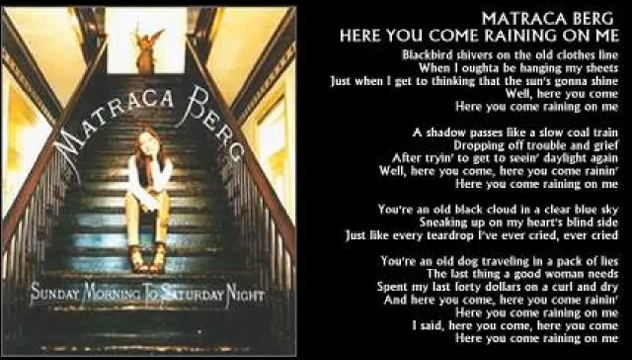 MATRACA BERG
SUNDAY MORNING TO SATURDAY NIGHT
MATRACA BERG
HERE YOU COME RAINING ON ME
Blackbird shivers on the old clothes line
When I oughta be hanging my sheets
Just when I get to thinking that the sun's gonna shine
Well, here you come
Here you come raining on me
A shadow passes like a slow coal train
Dropping off trouble and grief
After tryin' to get to seein' daylight again
Well, here you come, here you come rainin'
Here you come raining on me
You're an old black cloud in a clear blue sky
Sneaking up on my heart's blind side
Just like every teardrop I've ever cried, ever cried
You're an old dog traveling in a pack of lies
The last thing a good woman needs
Spent my last forty dollars on a curl and dry
And here you come, here you come rainin'
Here you come raining on me
I said, here you come, here you come
Here you come raining on me